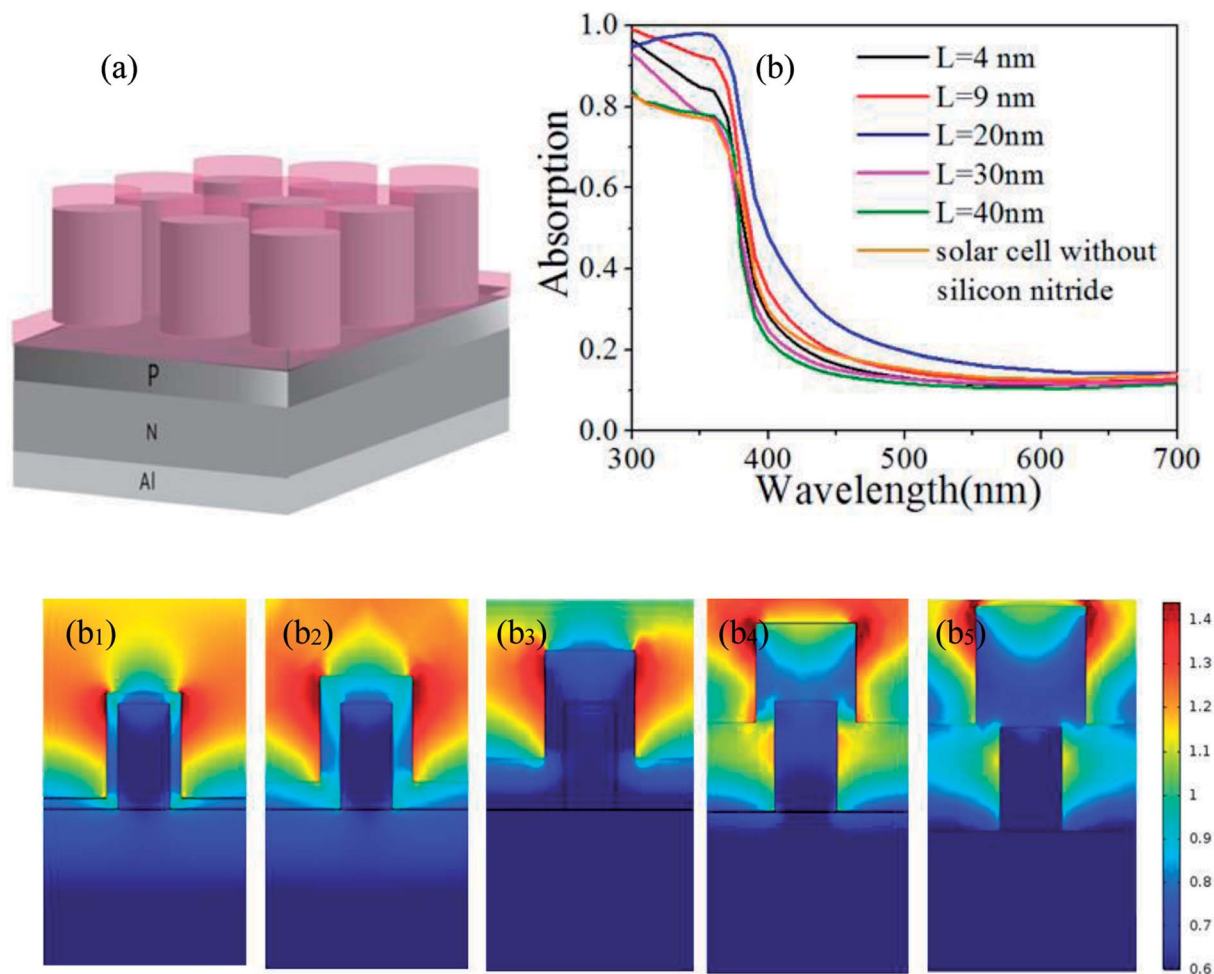 (a)
P
N
Al
(b)
Absorption
1.0
0.8
0.6
0.4
0.2
0.0
L=4 nm
L=9 nm
L=20nm
L=30nm
L=40nm
solar cell without
silicon nitride
300
400
500
600
700
Wavelength(nm)
(b1)
(b2)
(b3)
(b4)
(b5)
1.4
1.3
1.2
1.1
1
0.9
0.8
0.7
0.6